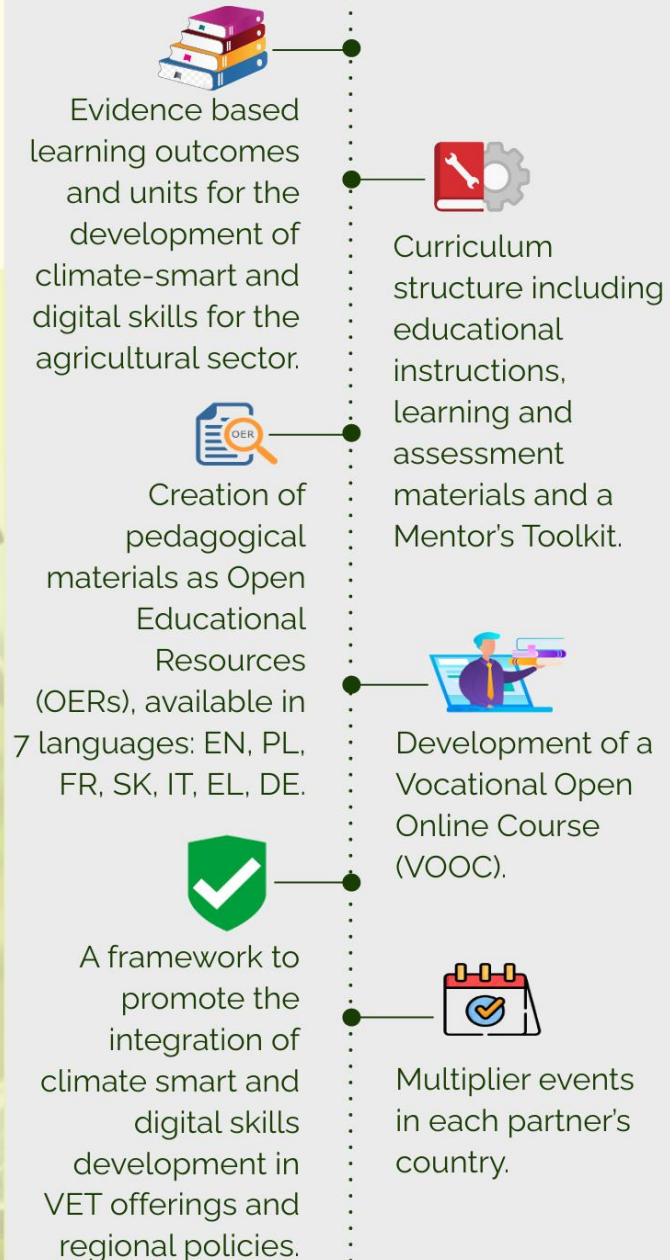 Evidence based
learning outcomes
and units for the
development of
climate-smart and
digital skills for the
agricultural sector.
Curriculum
structure including
educational
instructions,
learning and
assessment
materials and a
Mentor's Toolkit.
OER
Creation of
pedagogical
materials as Open
Educational
Resources
(OERs), available in
7 languages: EN, PL,
FR, SK, IT, EL, DE.
Development of a
Vocational Open
Online Course
(VOOC).
A framework to
promote the
integration of
climate smart and
digital skills
development in
VET offerings and
regional policies.
Multiplier events
in each partner's
country.